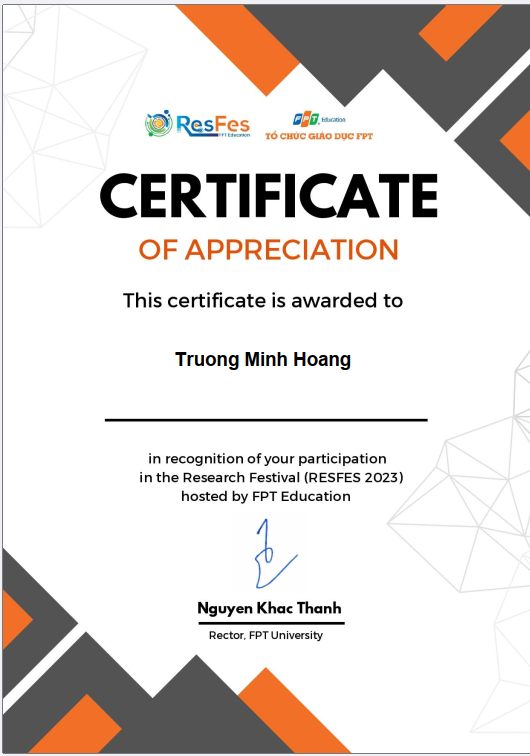 ResFes
FPT Education
FPT Education
TỔ CHỨC GIÁO DỤC FPT
CERTIFICATE
OF APPRECIATION
This certificate is awarded to
Truong Minh Hoang
in recognition of your participation
in the Research Festival (RESFES 2023)
hosted by FPT Education
Nguyen Khac Thanh
Rector, FPT University